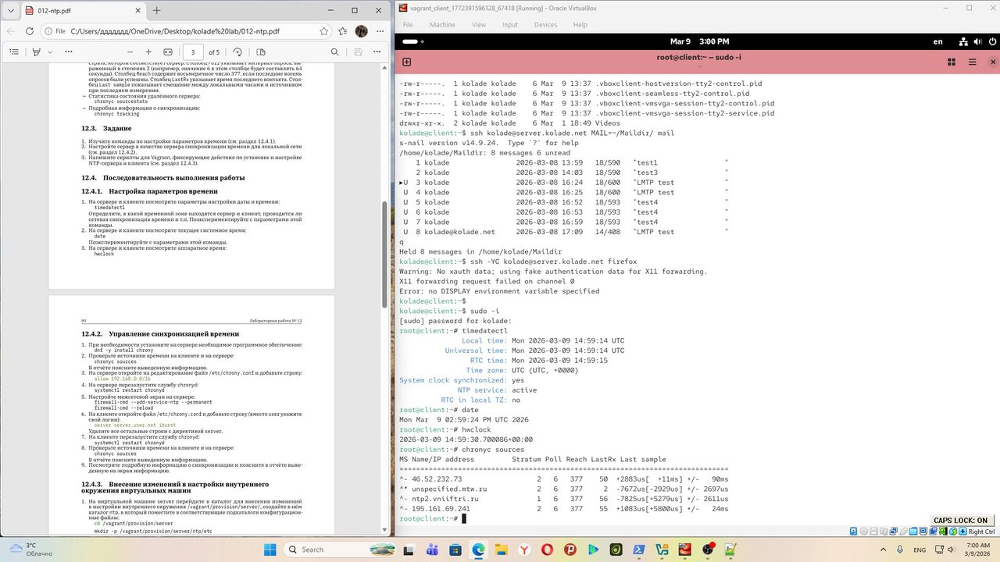 012-ntp.pdf
File C:/Users/ддддддд/OneDrive/Desktop/kolade%20lab/012-ntp.pdf
3 of 5
страта, которой соответствует сервер. Столбец Poll указывает интервал опроса, вы-
раженный в степенях 2 (например, значение 6 в этом столбце будет составлять 64
секунды). Столбец Reach содержит восьмеричное число 377, если последние восемь
опросов были успешны. Столбец LastRx указывает время последнего контакта. Стол-
бец Last sample показывает смещение между локальными часами и источником
при последнем измерении.
– Статистика состояния удалённого сервера:
chronyc sourcestats
– Подробная информация о синхронизации:
chronyc tracking
12.3. Задание
1. Изучите команды по настройке параметров времени (см. раздел 12.4.1).
2. Настройте сервер в качестве сервера синхронизации времени для локальной сети
(см. раздел 12.4.2).
3. Напишите скрипты для Vagrant, фиксирующие действия по установке и настройке
NTP-сервера и клиента (см. раздел 12.4.3).
12.4. Последовательность выполнения работы
12.4.1. Настройка параметров времени
1. На сервере и клиенте посмотрите параметры настройки даты и времени:
timedatectl
Определите, в какой временной зоне находятся сервер и клиент, проводится ли
сетевая синхронизация времени и т.п. Поэкспериментируйте с параметрами этой
команды.
2. На сервере и клиенте посмотрите текущее системное время:
date
Поэкспериментируйте с параметрами этой команды.
3. На сервере и клиенте посмотрите аппаратное время:
hwclock
90 Лабораторная работа № 12
12.4.2. Управление синхронизацией времени
1. При необходимости установите на сервере необходимое программное обеспечение:
dnf -y install chrony
2. Проверьте источники времени на клиенте и на сервере:
chronyc sources
В отчёте поясните выведенную информацию.
3. На сервере откройте на редактирование файл /etc/chrony.conf и добавьте строку:
allow 192.168.0.0/16
4. На сервере перезапустите службу chronyd:
systemctl restart chronyd
5. Настройте межсетевой экран на сервере:
firewall-cmd --add-service=ntp --permanent
firewall-cmd --reload
6. На клиенте откройте файл /etc/chrony.conf и добавьте строку (вместо user укажите
свой логин):
server server.user.net iburst
Удалите все остальные строки с директивой server.
7. На клиенте перезапустите службу chronyd:
systemctl restart chronyd
8. Проверьте источники времени на клиенте и на сервере:
chronyc sources
В отчёте поясните выведенную информацию.
9. Посмотрите подробную информацию о синхронизации и поясните в отчёте выве-
денную на экран информацию.
12.4.3. Внесение изменений в настройки внутреннего
окружения виртуальных машин
1. На виртуальной машине server перейдите в каталог для внесения изменений
в настройки внутреннего окружения /vagrant/provision/server/, создайте в нём
каталог ntp, в который поместите в соответствующие подкаталоги конфигурацион-
ные файлы:
cd /vagrant/provision/server
mkdir -p /vagrant/provision/server/ntp/etc
vagrant_client_1772391596128_67418 [Running] - Oracle VirtualBox
File Machine View Input Devices Help
Mar 9 3:00 PM
en
root@client:~ — sudo -i
-rw-r-----. 1 kolade kolade 6 Mar 9 13:37 .vboxclient-hostversion-tty2-control.pid
-rw-r-----. 1 kolade kolade 6 Mar 9 13:37 .vboxclient-seamless-tty2-control.pid
-rw-r-----. 1 kolade kolade 6 Mar 9 13:37 .vboxclient-vmsvga-session-tty2-control.pid
-rw-r-----. 1 kolade kolade 6 Mar 9 13:37 .vboxclient-vmsvga-session-tty2-service.pid
drwxr-xr-x. 2 kolade kolade 6 Mar 1 18:49 Videos
kolade@client:~$ ssh kolade@server.kolade.net MAIL=~/Maildir/ mail
s-nail version v14.9.24. Type `?' for help
/home/kolade/Maildir: 8 messages 6 unread
1 kolade 2026-03-08 13:59 18/590 "test1 "
2 kolade 2026-03-08 14:03 18/590 "test3 "
▸U 3 kolade 2026-03-08 16:24 18/600 "LMTP test "
U 4 kolade 2026-03-08 16:25 18/600 "LMTP test "
U 5 kolade 2026-03-08 16:52 18/593 "test4 "
U 6 kolade 2026-03-08 16:53 18/593 "test4 "
U 7 kolade 2026-03-08 16:59 18/593 "test4 "
U 8 kolade@kolade.net 2026-03-08 17:09 14/408 "LMTP test "
q
Held 8 messages in /home/kolade/Maildir
kolade@client:~$ ssh -YC kolade@server.kolade.net firefox
Warning: No xauth data; using fake authentication data for X11 forwarding.
X11 forwarding request failed on channel 0
Error: no DISPLAY environment variable specified
kolade@client:~$
kolade@client:~$ sudo -i
[sudo] password for kolade:
root@client:~# timedatectl
Local time: Mon 2026-03-09 14:59:14 UTC
Universal time: Mon 2026-03-09 14:59:14 UTC
RTC time: Mon 2026-03-09 14:59:15
Time zone: UTC (UTC, +0000)
System clock synchronized: yes
NTP service: active
RTC in local TZ: no
root@client:~# date
Mon Mar 9 02:59:24 PM UTC 2026
root@client:~# hwclock
2026-03-09 14:59:30.700086+00:00
root@client:~# chronyc sources
MS Name/IP address Stratum Poll Reach LastRx Last sample
===============================================================================
^- 46.52.232.73 2 6 377 50 +2883us[ +11ms] +/- 90ms
^* unspecified.mtw.ru 2 6 377 2 -7672us[-2929us] +/- 2697us
^- ntp2.vniiftri.ru 1 6 377 56 -7825us[+5279us] +/- 2611us
^- 195.161.69.241 2 6 377 55 +1083us[+5800us] +/- 24ms
root@client:~#
CAPS LOCK: ON
Right Ctrl
3°C
Облачно
Search
ENG
7:00 AM
3/9/2026